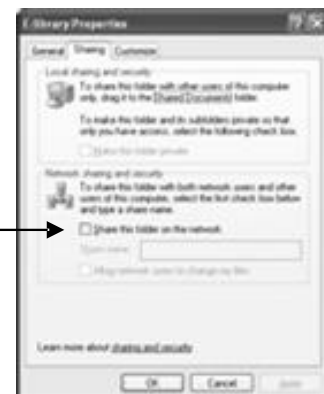 E-library Properties
General Sharing Customize
Local sharing and security
To share this folder with other users of this computer
only, drag it to the Shared Documents folder.
To make this folder and its subfolders private so that
only you have access, select the following check box.
Make this folder private
Network sharing and security
To share this folder with both network users and other
users of this computer, select the first check box below
and type a share name.
Share this folder on the network
Share name:
Allow network users to change my files
Learn more about sharing and security.
OK Cancel Apply